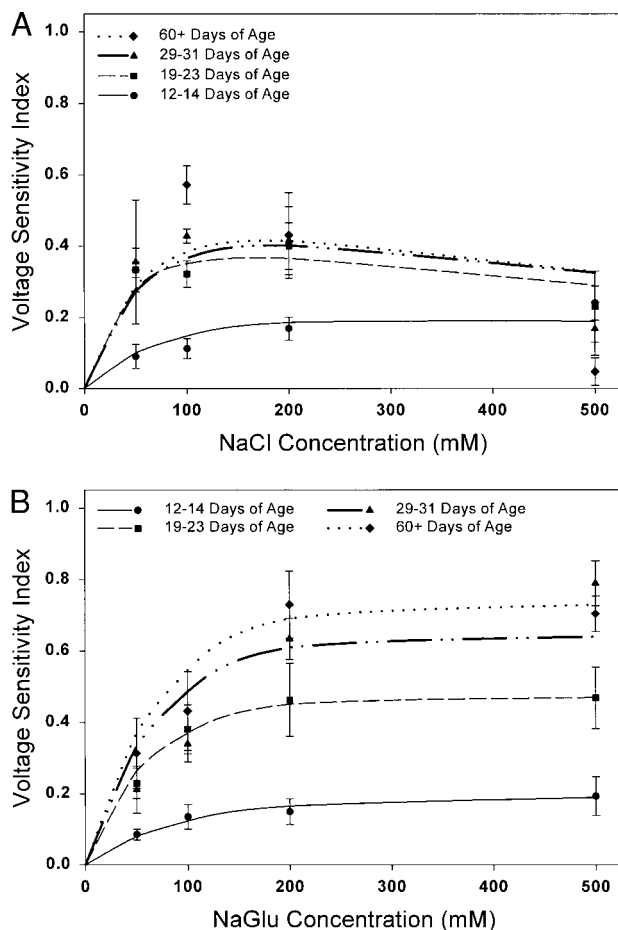 A
60+ Days of Age
29-31 Days of Age
19-23 Days of Age
12-14 Days of Age
1.0
0.8
0.6
0.4
0.2
0.0
Voltage Sensitivity Index
0
100
200
300
400
500
NaCl Concentration (mM)
B
12-14 Days of Age
29-31 Days of Age
19-23 Days of Age
60+ Days of Age
1.0
0.8
0.6
0.4
0.2
0.0
Voltage Sensitivity Index
0
100
200
300
400
500
NaGlu Concentration (mM)